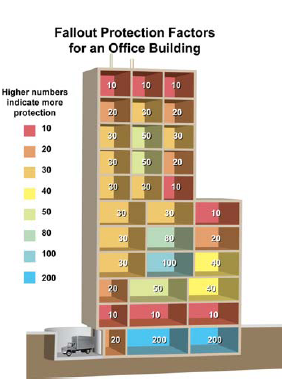 Fallout Protection Factors
for an Office Building
Higher numbers
indicate more
protection
10
20
30
40
50
80
100
200
10 10 10
20 30 20
30 50 30
30 50 20
30 30 10
30 30 10
30 80 20
30 100 40
20 50 40
10 10 10
20 200 200